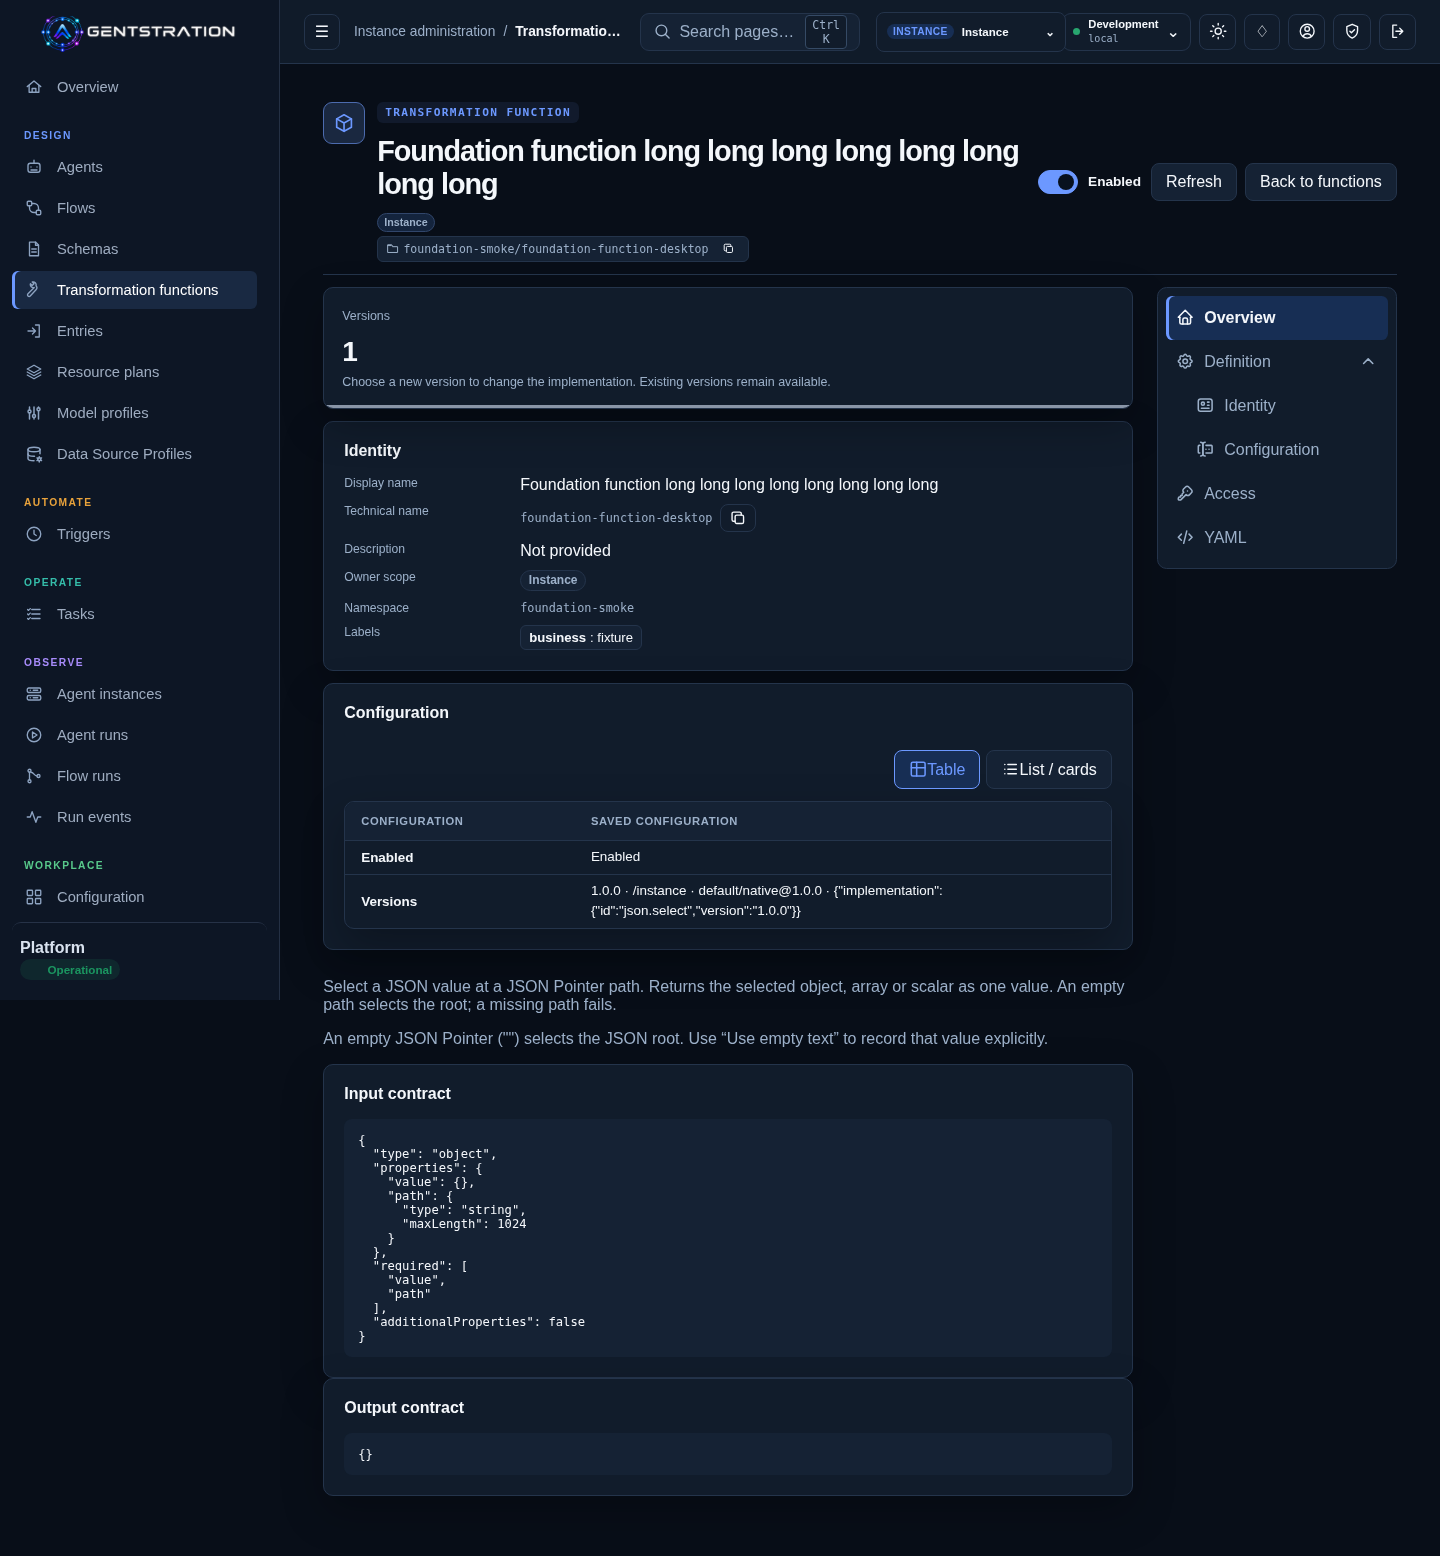 GENTSTRATION
Overview
DESIGN
Agents
Flows
Schemas
Transformation functions
Entries
Resource plans
Model profiles
Data Source Profiles
AUTOMATE
Triggers
OPERATE
Tasks
OBSERVE
Agent instances
Agent runs
Flow runs
Run events
WORKPLACE
Configuration
Platform
Operational
Instance administration / Transformatio…
Search pages…
Ctrl
K
INSTANCE Instance
Development
local
TRANSFORMATION FUNCTION
Foundation function long long long long long long
long long
Enabled
Refresh
Back to functions
Instance
foundation-smoke/foundation-function-desktop
Versions
1
Choose a new version to change the implementation. Existing versions remain available.
Identity
Display name
Foundation function long long long long long long long long
Technical name
foundation-function-desktop
Description
Not provided
Owner scope
Instance
Namespace
foundation-smoke
Labels
business : fixture
Configuration
Table
List / cards
CONFIGURATION
SAVED CONFIGURATION
Enabled
Enabled
Versions
1.0.0 · /instance · default/native@1.0.0 · {"implementation":
{"id":"json.select","version":"1.0.0"}}
Select a JSON value at a JSON Pointer path. Returns the selected object, array or scalar as one value. An empty
path selects the root; a missing path fails.
An empty JSON Pointer ("") selects the JSON root. Use “Use empty text” to record that value explicitly.
Input contract
{
  "type": "object",
  "properties": {
    "value": {},
    "path": {
      "type": "string",
      "maxLength": 1024
    }
  },
  "required": [
    "value",
    "path"
  ],
  "additionalProperties": false
}
Output contract
{}
Overview
Definition
Identity
Configuration
Access
YAML